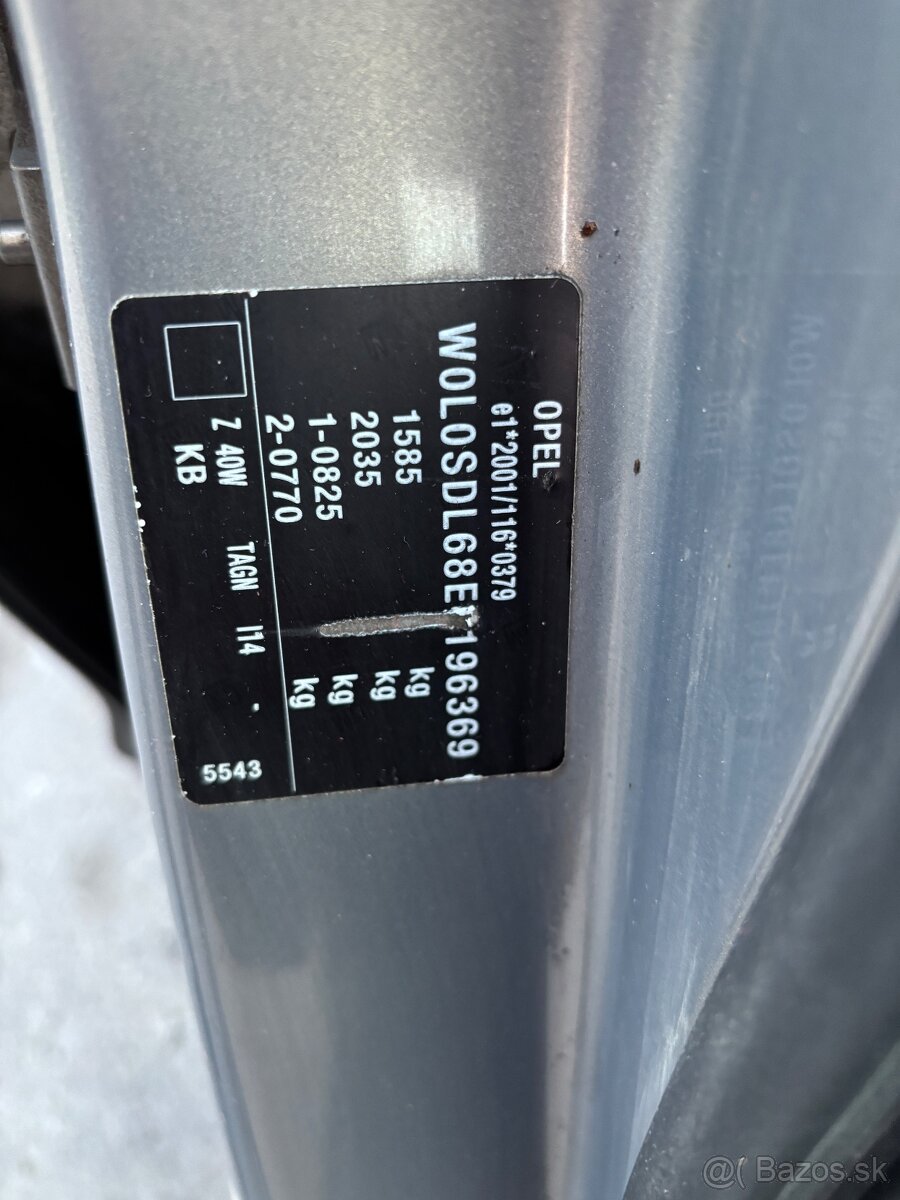 OPEL
e1*2001/116*0379
W0L0SDL68E 196369
1585 kg
2035 kg
1-0825 kg
2-0770 kg
Z 40W TAGN I14 . 5543
KB
@( Bazos.sk